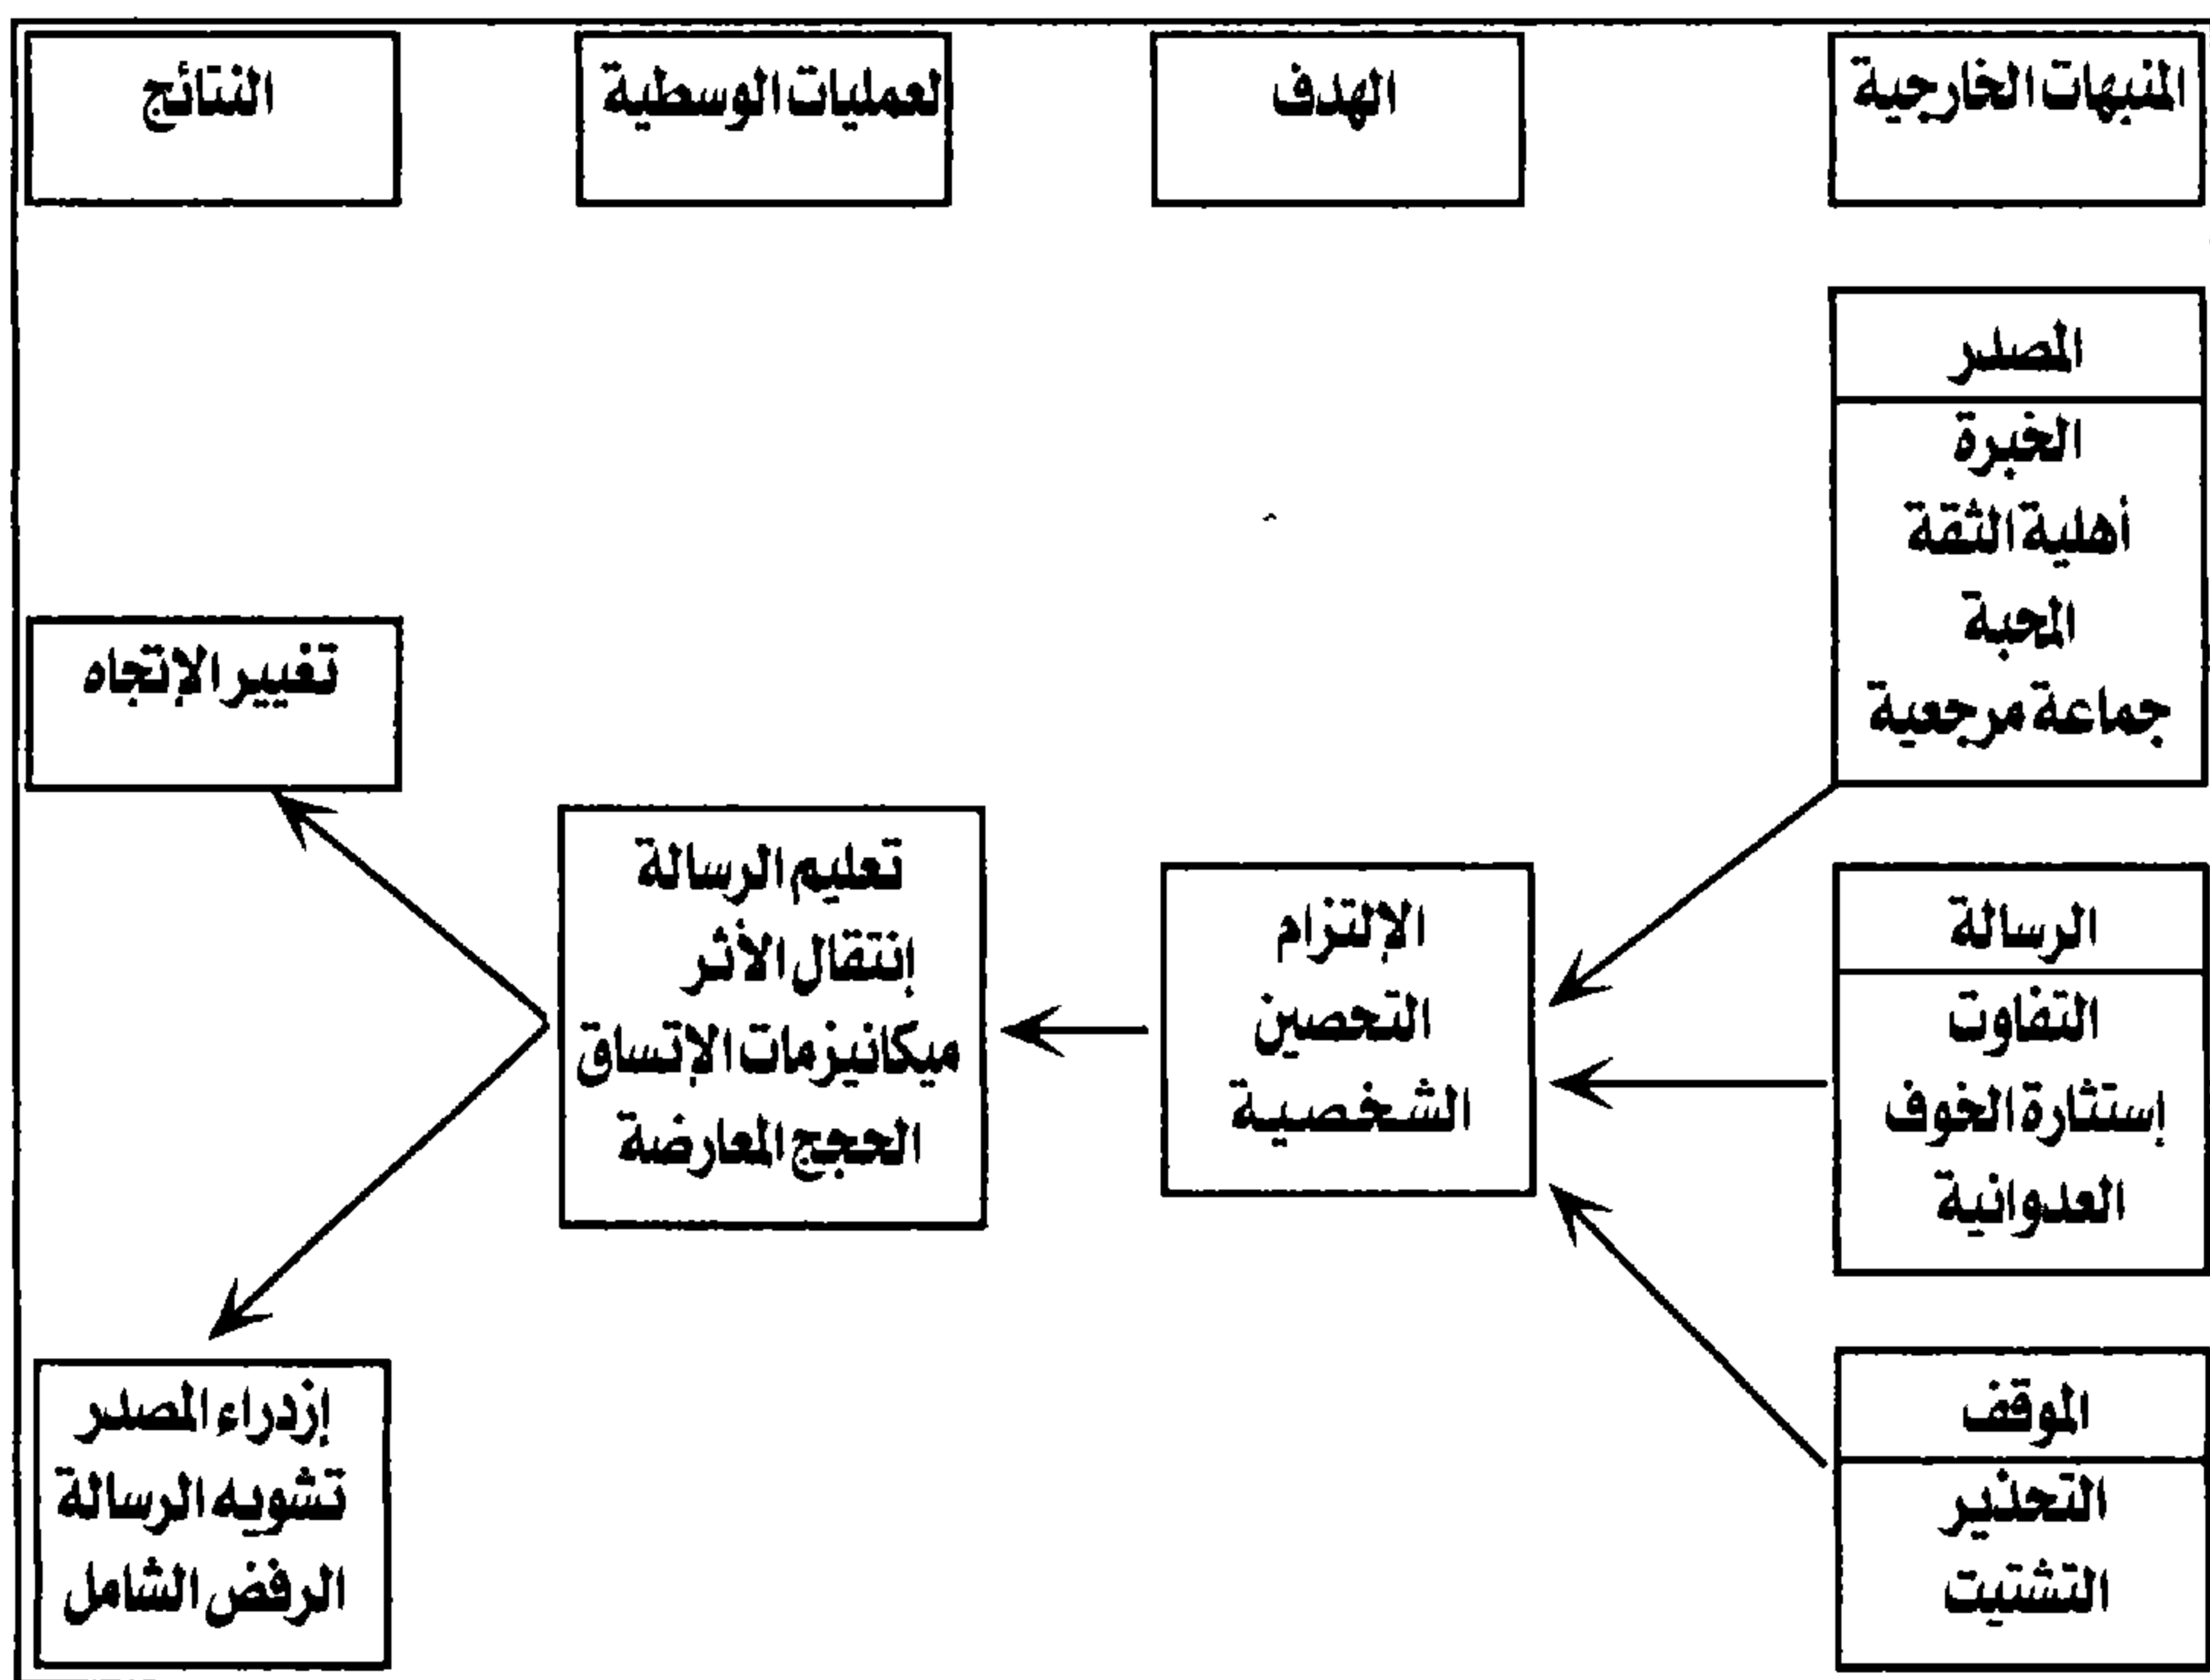 المنبهات الخارجية
الهدف
لعمليات الوسطية
النتائج
المصدر
الخبرة
أهلية الثقة
المحبة
جماعة مرجعية
الرسالة
التفاوت
إستثارة الخوف
العدوانية
الموقف
التحذير
التشتيت
الإلتزام
التحصين
الشخصية
تعليم الرسالة
إنتقال الأثر
ميكانيزمات الإتساق
الحجج المعارضة
تغيير الإتجاه
إزدراء المصدر
تشويه الرسالة
الرفض الشامل